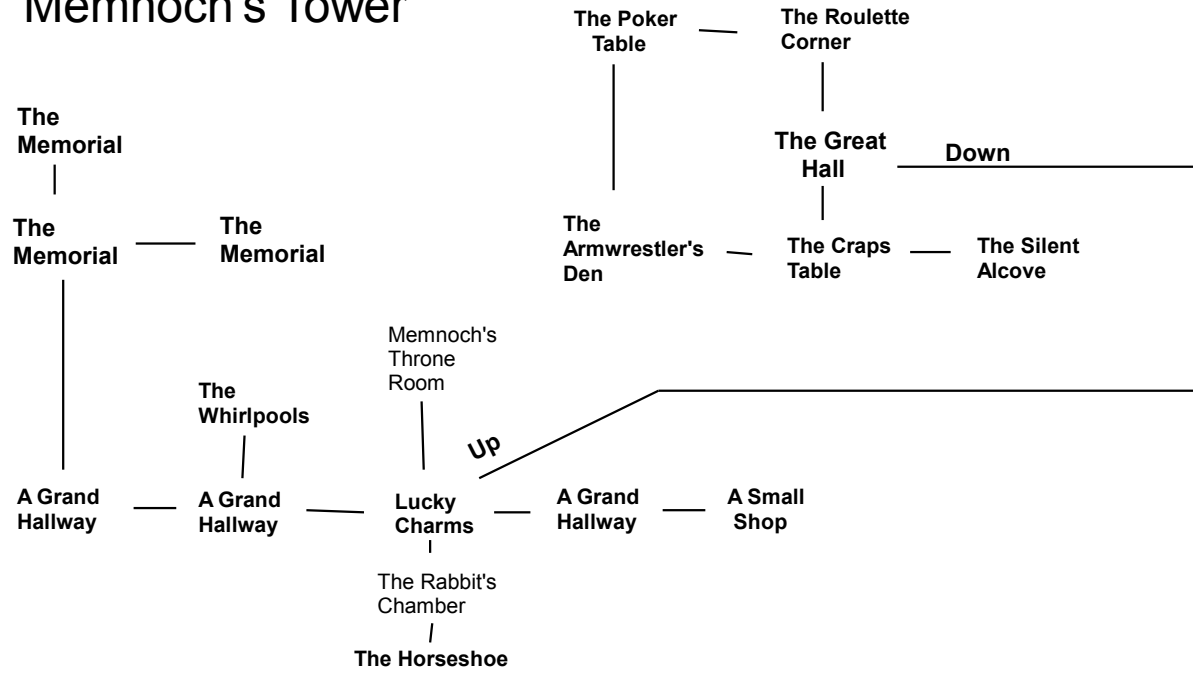 Memnoch's Tower
The Poker
Table
The Roulette
Corner
The
Memorial
The Great
Hall
Down
The
Memorial
The
Memorial
The
Armwrestler's
Den
The Craps
Table
The Silent
Alcove
Memnoch's
Throne
Room
The
Whirlpools
Up
A Grand
Hallway
A Grand
Hallway
Lucky
Charms
A Grand
Hallway
A Small
Shop
The Rabbit's
Chamber
The Horseshoe